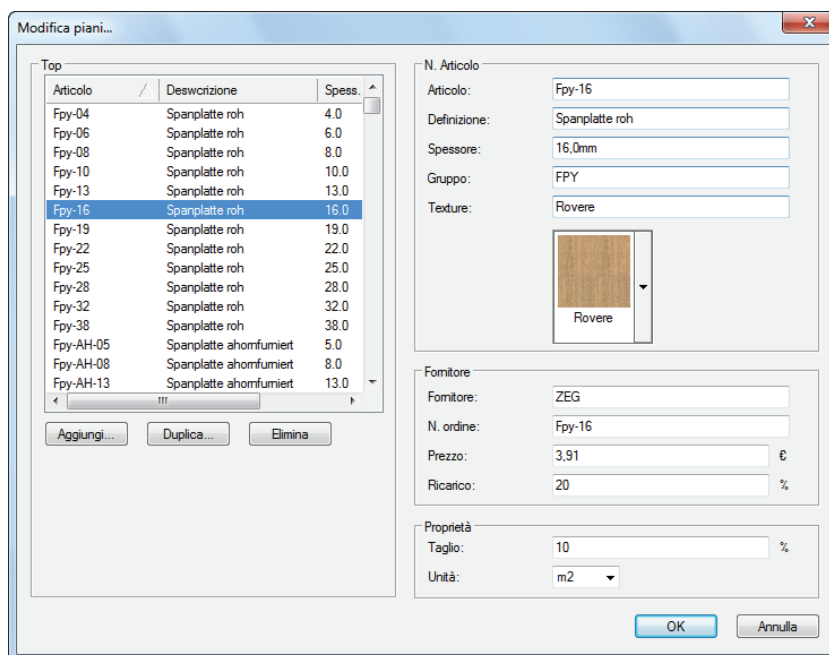 Modifica piani...
Top
Articolo Deswcrizione Spess.
Fpy-04 Spanplatte roh 4.0
Fpy-06 Spanplatte roh 6.0
Fpy-08 Spanplatte roh 8.0
Fpy-10 Spanplatte roh 10.0
Fpy-13 Spanplatte roh 13.0
Fpy-16 Spanplatte roh 16.0
Fpy-19 Spanplatte roh 19.0
Fpy-22 Spanplatte roh 22.0
Fpy-25 Spanplatte roh 25.0
Fpy-28 Spanplatte roh 28.0
Fpy-32 Spanplatte roh 32.0
Fpy-38 Spanplatte roh 38.0
Fpy-AH-05 Spanplatte ahornfurniert 5.0
Fpy-AH-08 Spanplatte ahornfurniert 8.0
Fpy-AH-13 Spanplatte ahornfurniert 13.0
Aggiungi... Duplica... Elimina
N. Articolo
Articolo: Fpy-16
Definizione: Spanplatte roh
Spessore: 16,0mm
Gruppo: FPY
Texture: Rovere
Rovere
Fornitore
Fornitore: ZEG
N. ordine: Fpy-16
Prezzo: 3,91 €
Ricarico: 20 %
Proprietà
Taglio: 10 %
Unità: m2
OK Annulla